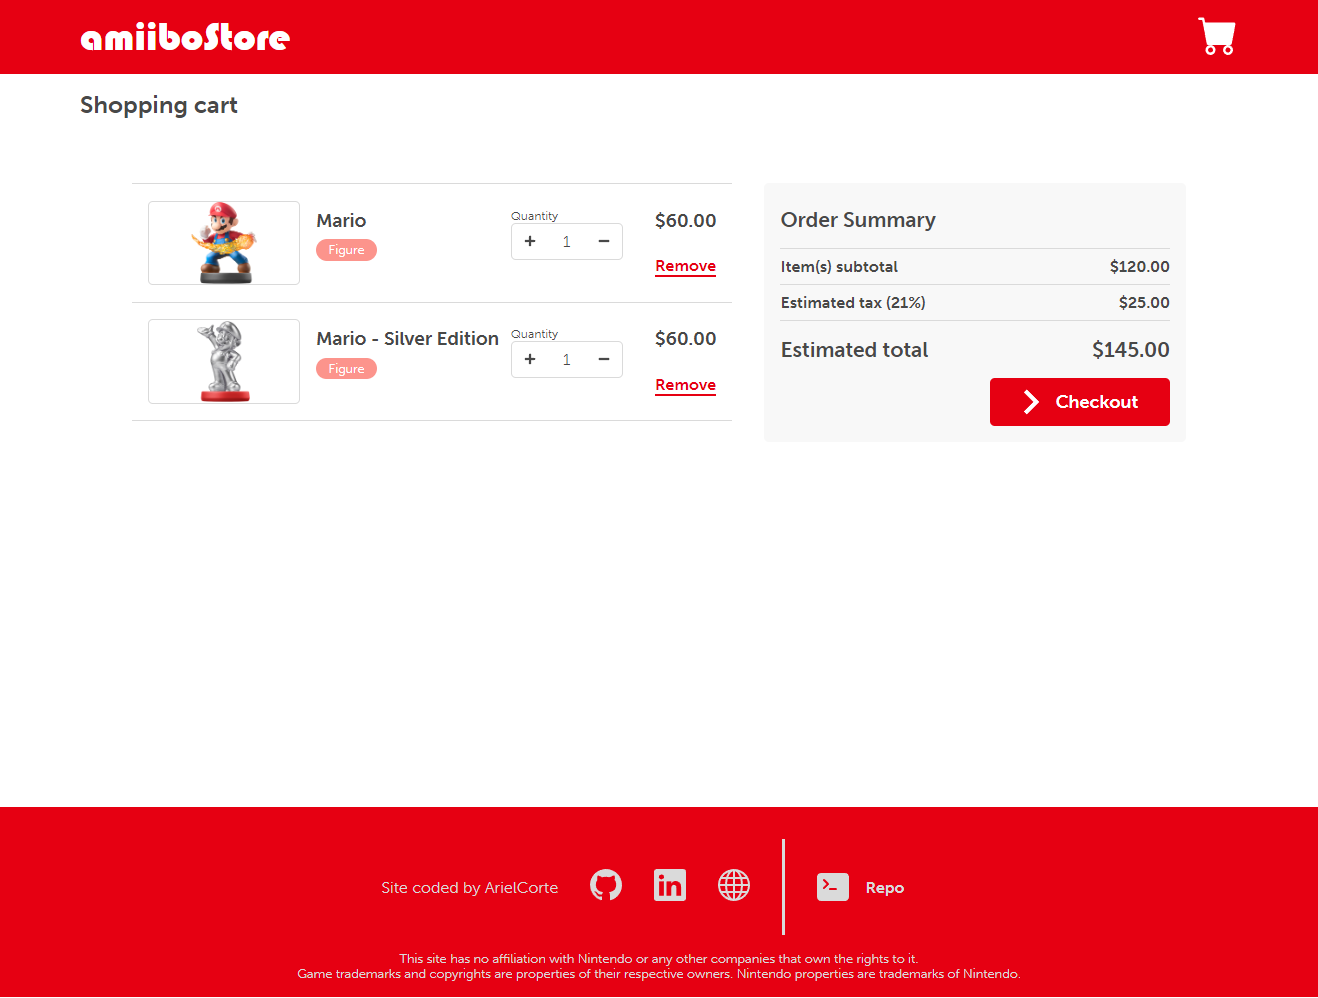 amiiboStore
Shopping cart
Mario
Figure
Quantity
+ 1 −
$60.00
Remove
Mario - Silver Edition
Figure
Quantity
+ 1 −
$60.00
Remove
Order Summary
Item(s) subtotal $120.00
Estimated tax (21%) $25.00
Estimated total $145.00
Checkout
Site coded by ArielCorte
in
Repo
This site has no affiliation with Nintendo or any other companies that own the rights to it.
Game trademarks and copyrights are properties of their respective owners. Nintendo properties are trademarks of Nintendo.